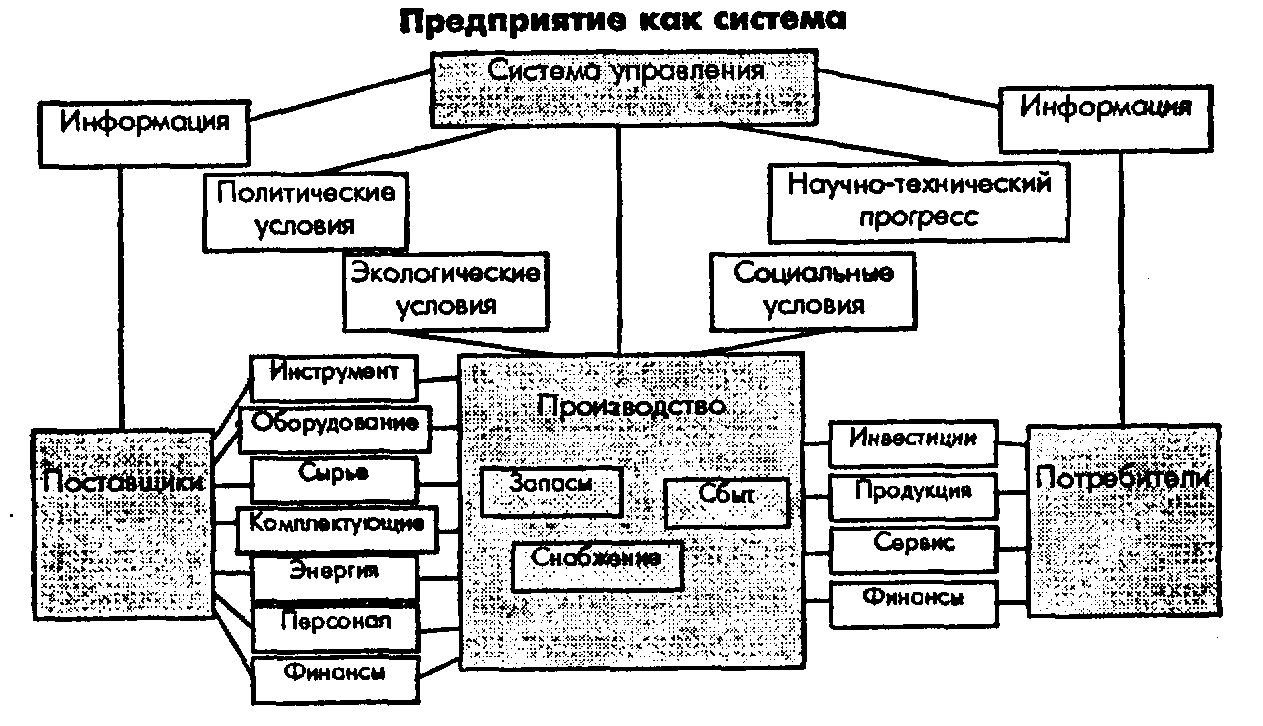 Предприятие как система
Система управления
Информация
Информация
Политические
условия
Научно-технический
прогресс
Экологические
условия
Социальные
условия
Инструмент
Оборудование
Сырье
Комплектующие
Энергия
Персонал
Финансы
Поставщики
Производство
Запасы
Сбыт
Снабжение
Инвестиции
Продукция
Сервис
Финансы
Потребители